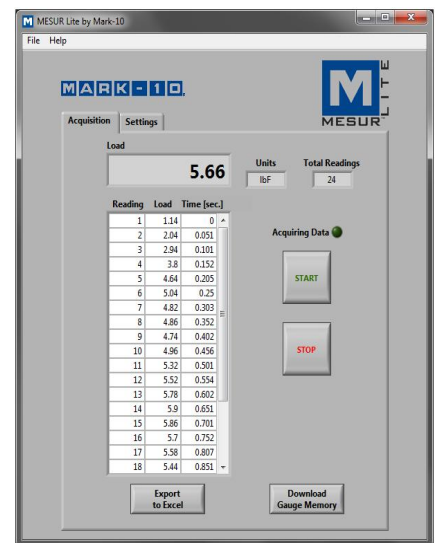 MESUR Lite by Mark-10
File Help
MARK-10
M
MESUR
LITE
Acquisition Settings
Load
5.66
Units
lbF
Total Readings
24
Reading Load Time [sec.]
1 1.14 0
2 2.04 0.051
3 2.94 0.101
4 3.8 0.152
5 4.64 0.205
6 5.04 0.25
7 4.82 0.303
8 4.86 0.352
9 4.74 0.402
10 4.96 0.456
11 5.32 0.501
12 5.52 0.554
13 5.78 0.602
14 5.9 0.651
15 5.86 0.701
16 5.7 0.752
17 5.58 0.807
18 5.44 0.851
Acquiring Data
START
STOP
Export
to Excel
Download
Gauge Memory